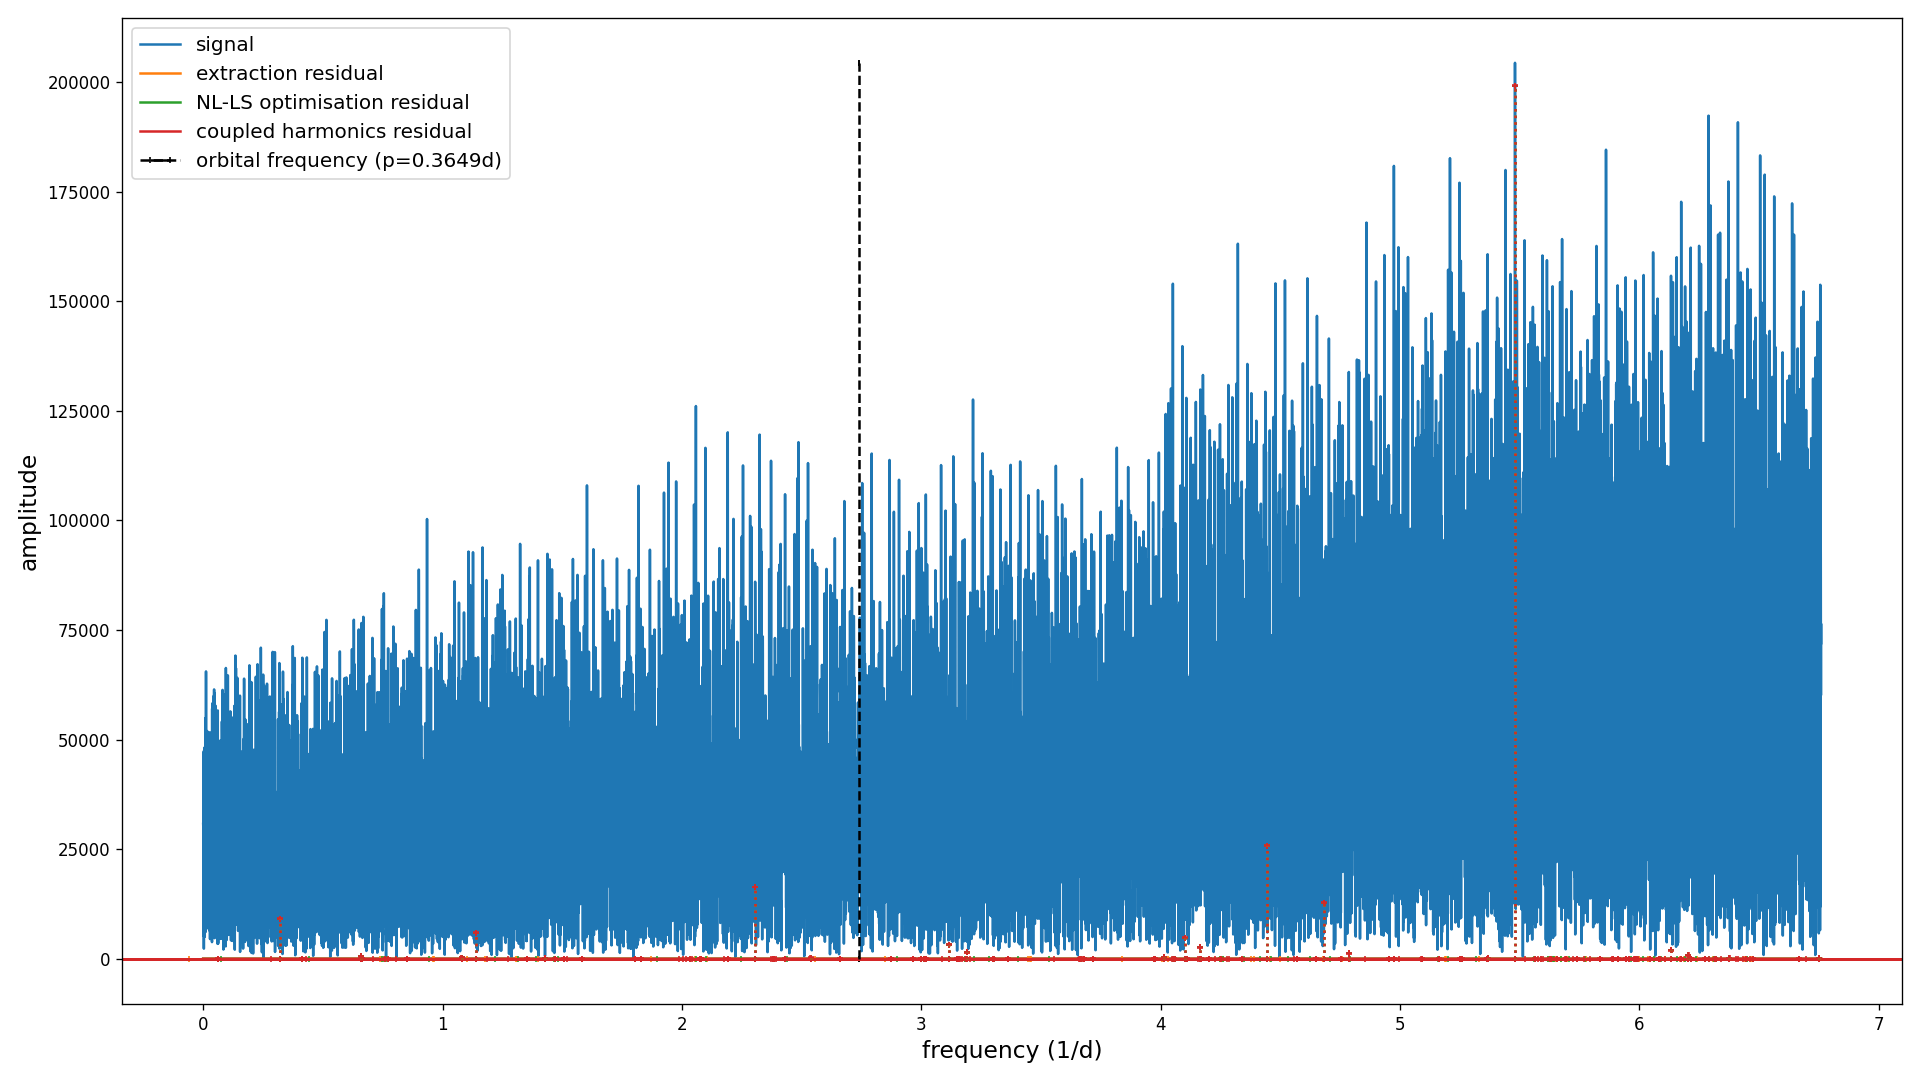 signal
extraction residual
NL-LS optimisation residual
coupled harmonics residual
orbital frequency (p=0.3649d)
amplitude
200000
175000
150000
125000
100000
75000
50000
25000
0
0 1 2 3 4 5 6 7
frequency (1/d)